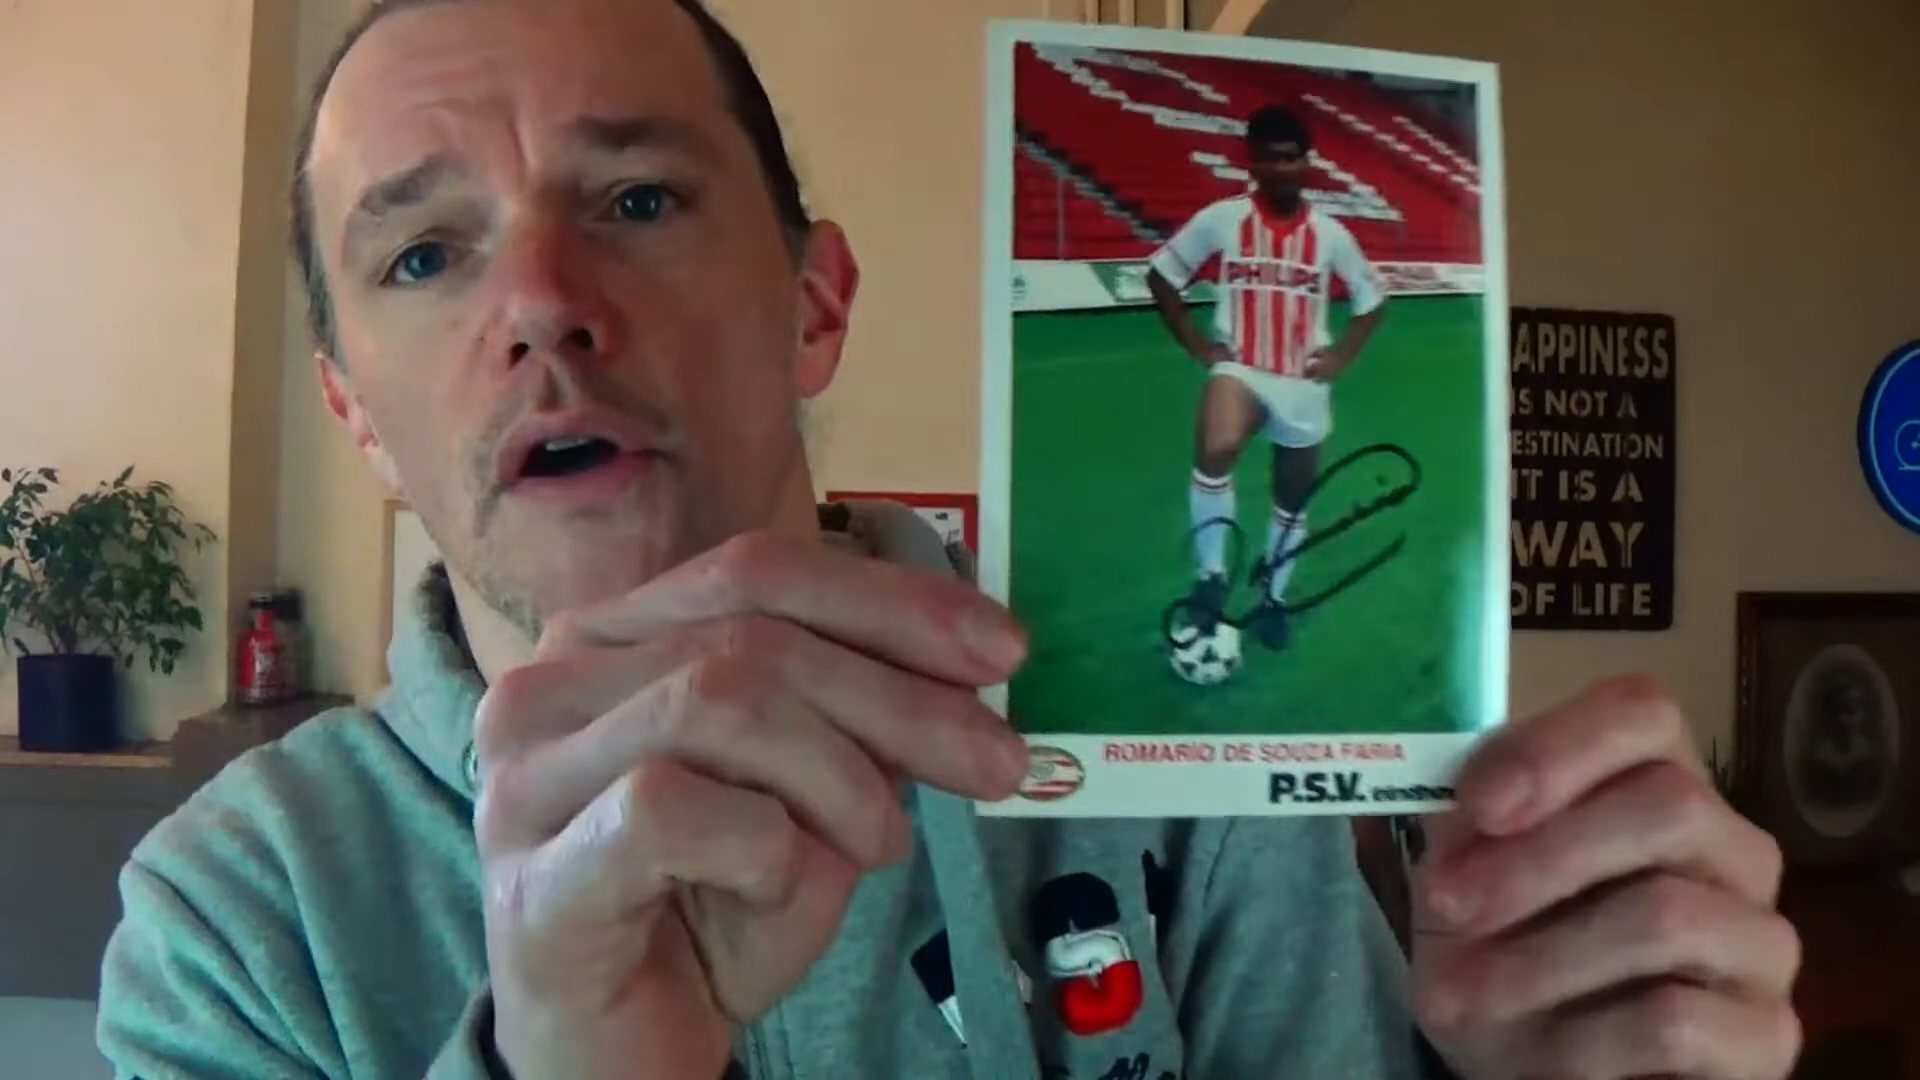 PHILIPS
ROMARIO DE SOUZA FARIA
P.S.V.
APPINESS
IS NOT A
ESTINATION
IT IS A
WAY
OF LIFE